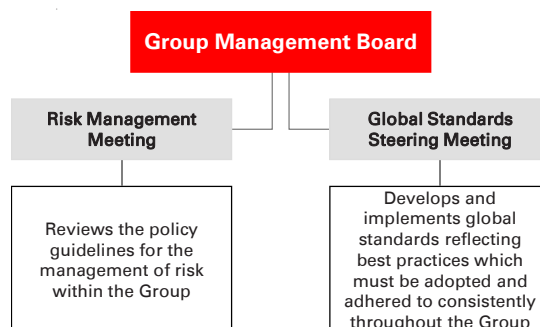 Group Management Board
Risk Management
Meeting
Global Standards
Steering Meeting
Reviews the policy
guidelines for the
management of risk
within the Group
Develops and
implements global
standards reflecting
best practices which
must be adopted and
adhered to consistently
throughout the Group